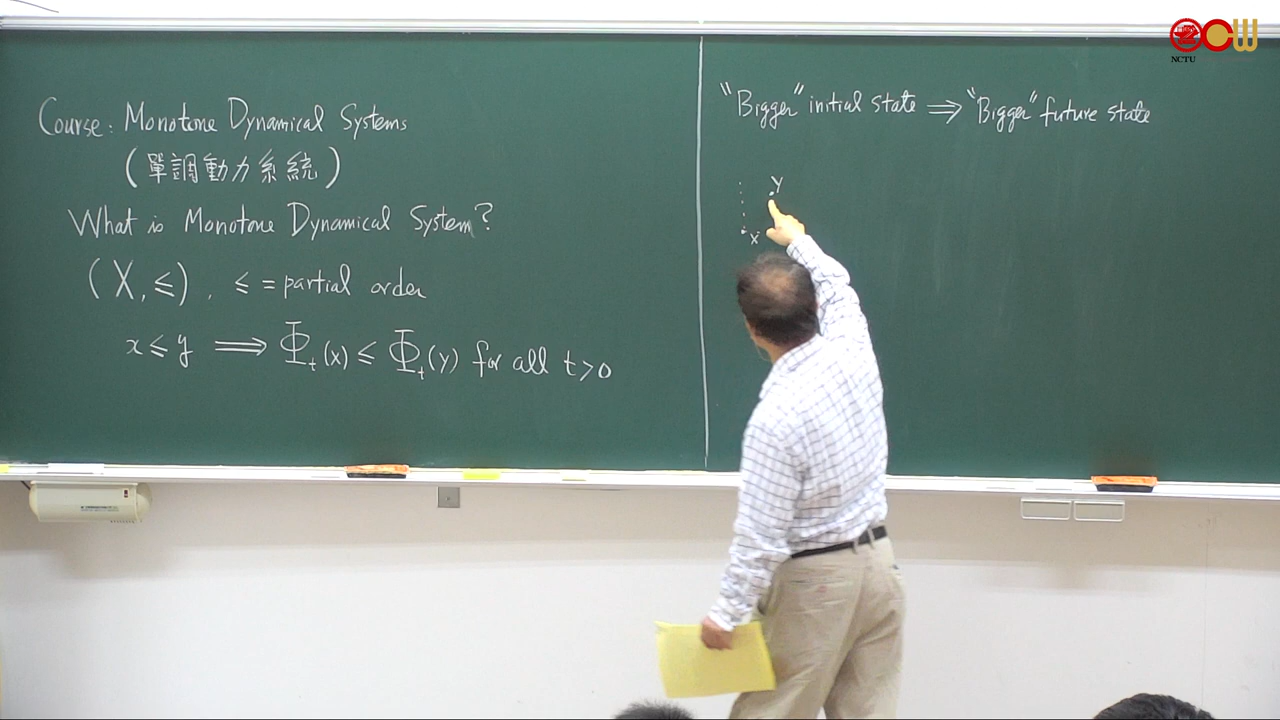 Course: Monotone Dynamical Systems
(單調動力系統)
What is Monotone Dynamical System?
(X, ≤), ≤ = partial order
x ≤ y ⟹ Φₜ(x) ≤ Φₜ(y) for all t > 0
"Bigger" initial state ⟹ "Bigger" future state
y
x
NCTU
OCW